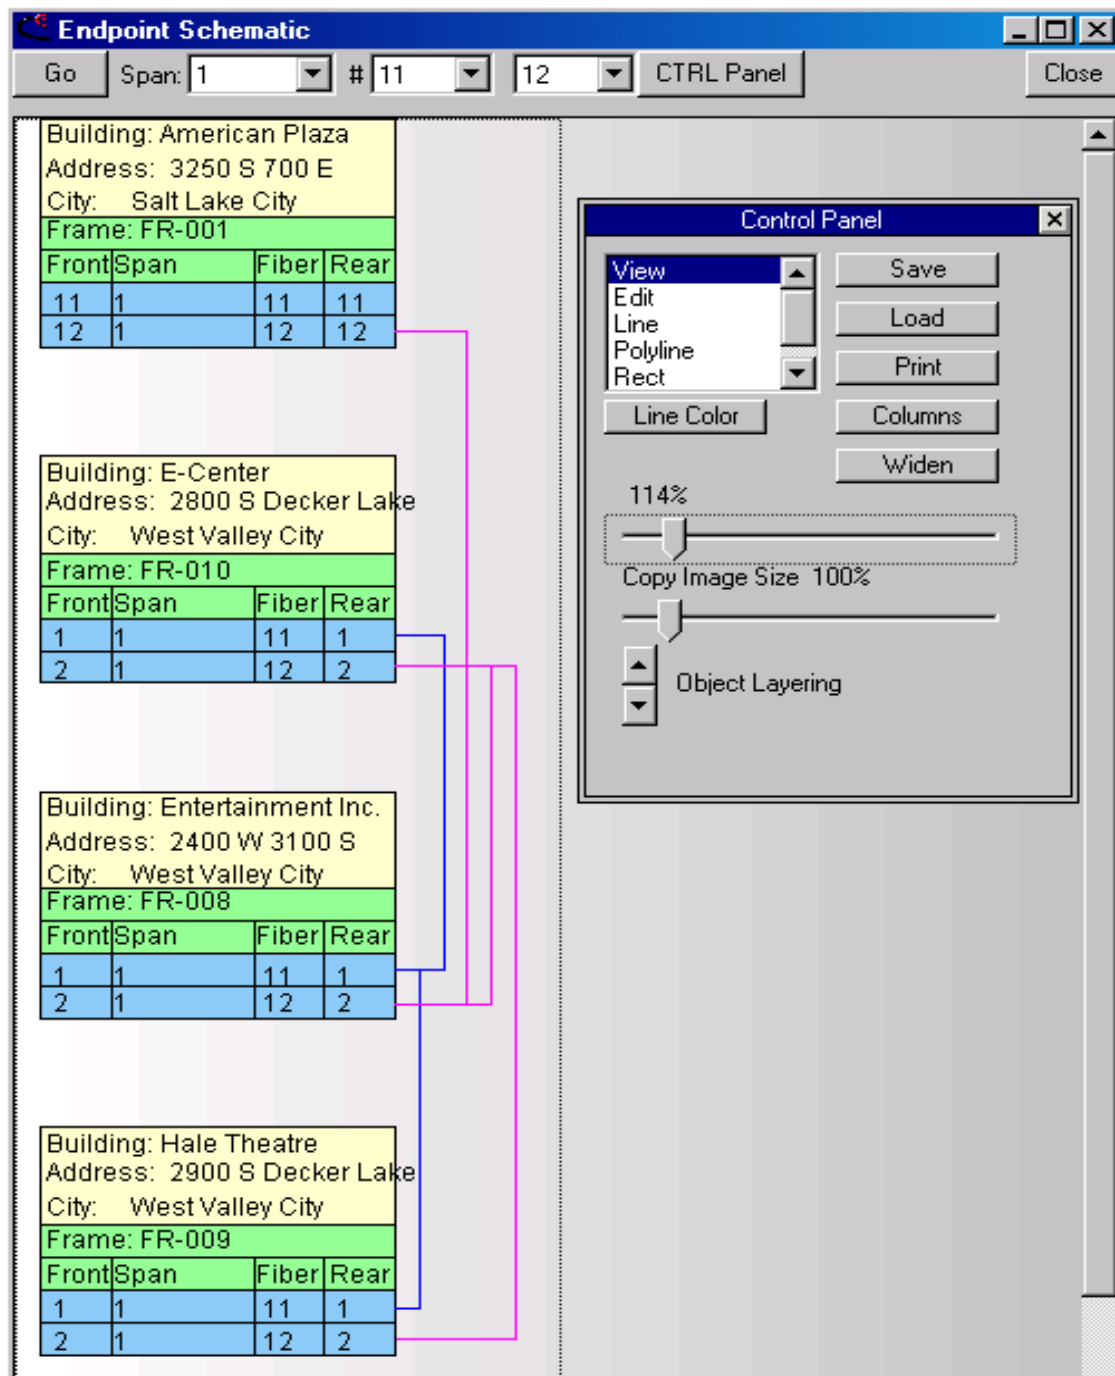 Endpoint Schematic
Go Span: 1 # 11 12 CTRL Panel Close
Building: American Plaza
Address: 3250 S 700 E
City: Salt Lake City
Frame: FR-001
Front Span Fiber Rear
11 1 11 11
12 1 12 12
Building: E-Center
Address: 2800 S Decker Lake
City: West Valley City
Frame: FR-010
Front Span Fiber Rear
1 1 11 1
2 1 12 2
Building: Entertainment Inc.
Address: 2400 W 3100 S
City: West Valley City
Frame: FR-008
Front Span Fiber Rear
1 1 11 1
2 1 12 2
Building: Hale Theatre
Address: 2900 S Decker Lake
City: West Valley City
Frame: FR-009
Front Span Fiber Rear
1 1 11 1
2 1 12 2
Control Panel
View
Edit
Line
Polyline
Rect
Line Color
Save
Load
Print
Columns
Widen
114%
Copy Image Size 100%
Object Layering